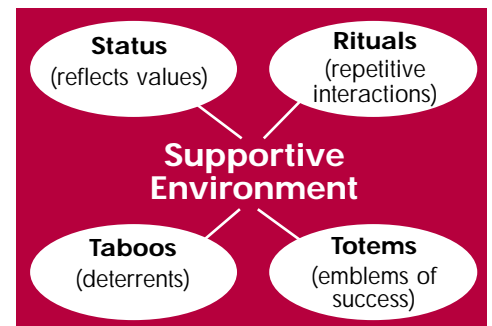 Status
(reflects values)
Rituals
(repetitive
interactions)
Supportive
Environment
Taboos
(deterrents)
Totems
(emblems of
success)